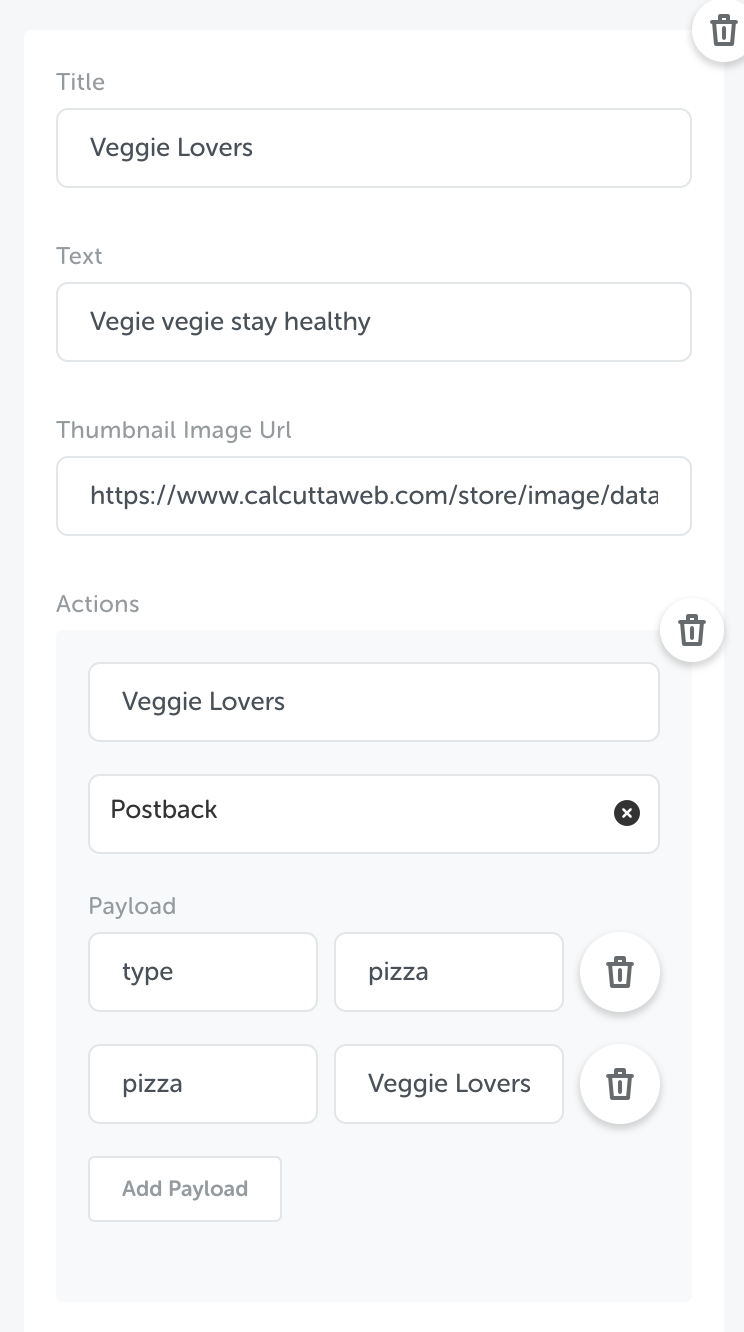 Title
Veggie Lovers
Text
Vegie vegie stay healthy
Thumbnail Image Url
https://www.calcuttaweb.com/store/image/data
Actions
Veggie Lovers
Postback
Payload
type pizza
pizza Veggie Lovers
Add Payload